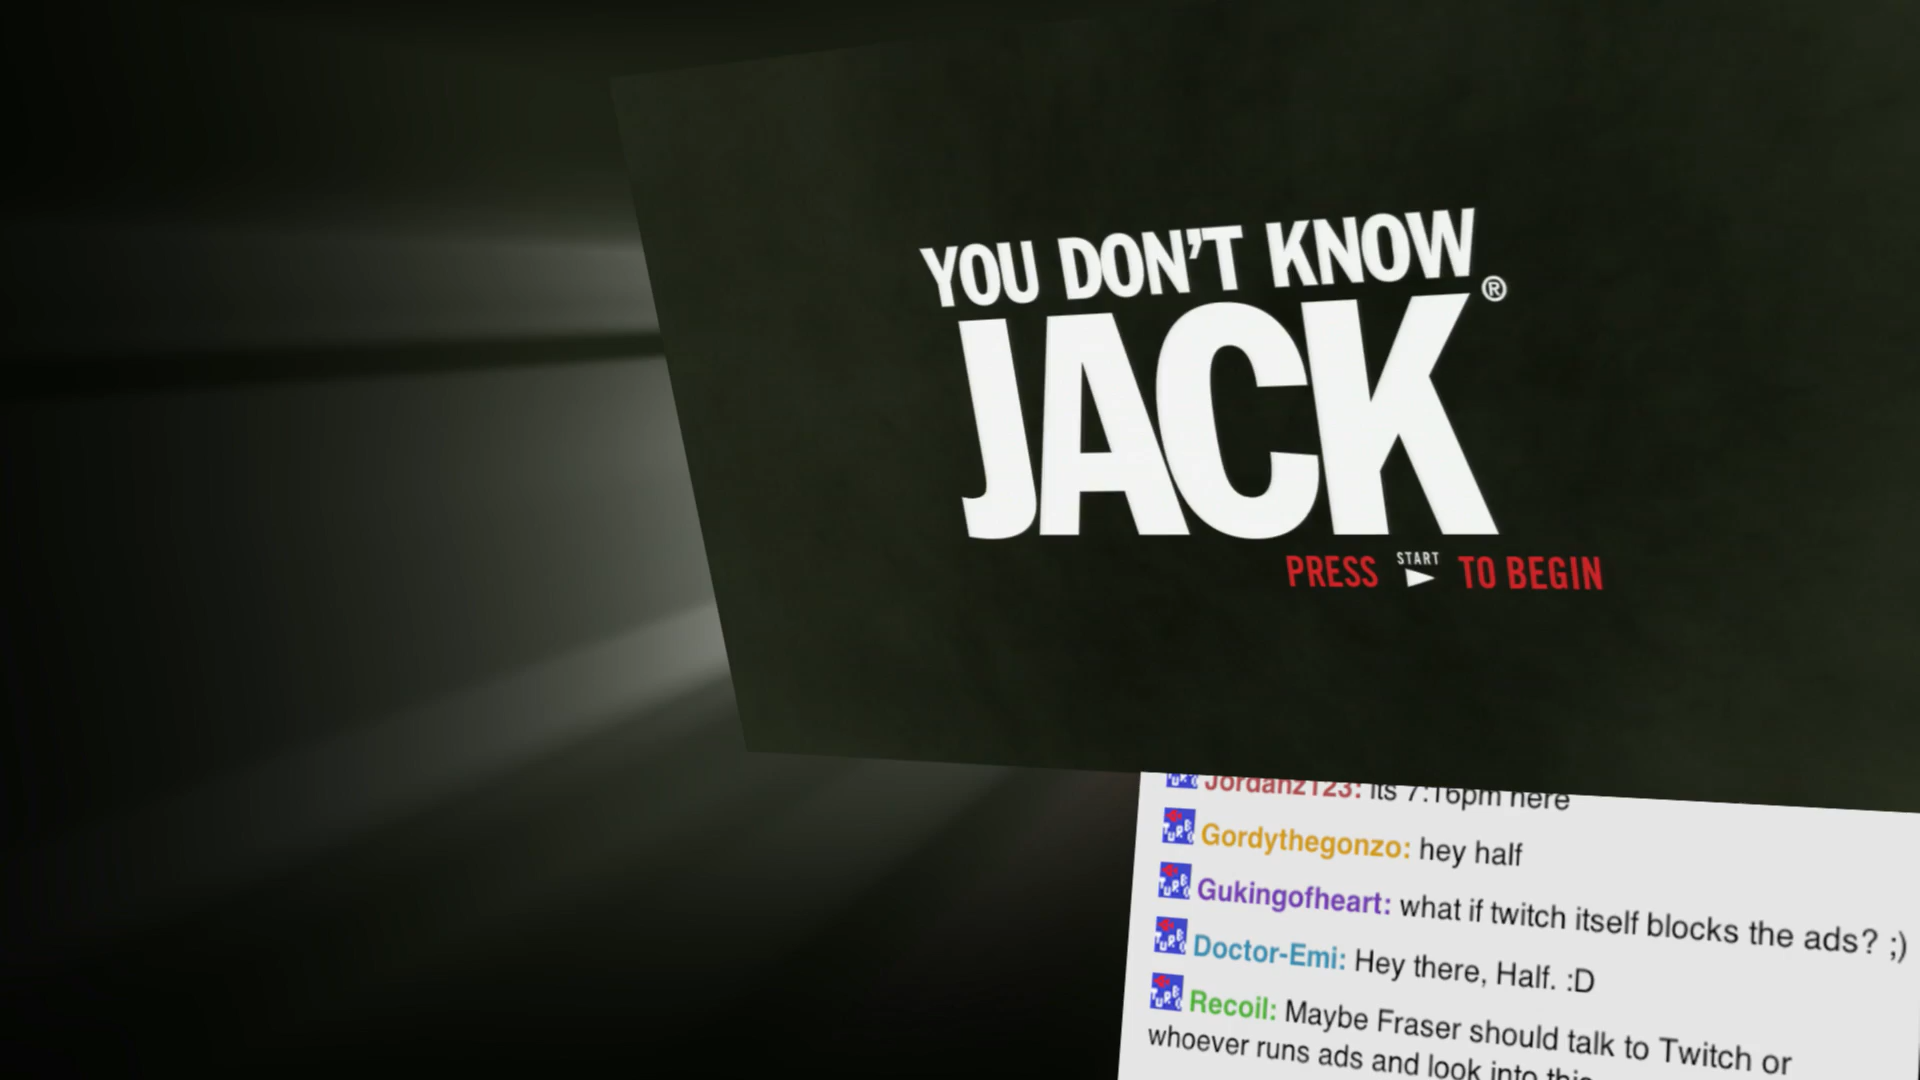 YOU DON'T KNOW
JACK®
PRESS START TO BEGIN
Jordanz123: its 7:16pm here
Gordythegonzo: hey half
Gukingofheart: what if twitch itself blocks the ads? ;)
Doctor-Emi: Hey there, Half. :D
Recoil: Maybe Fraser should talk to Twitch or
whoever runs ads and look into this